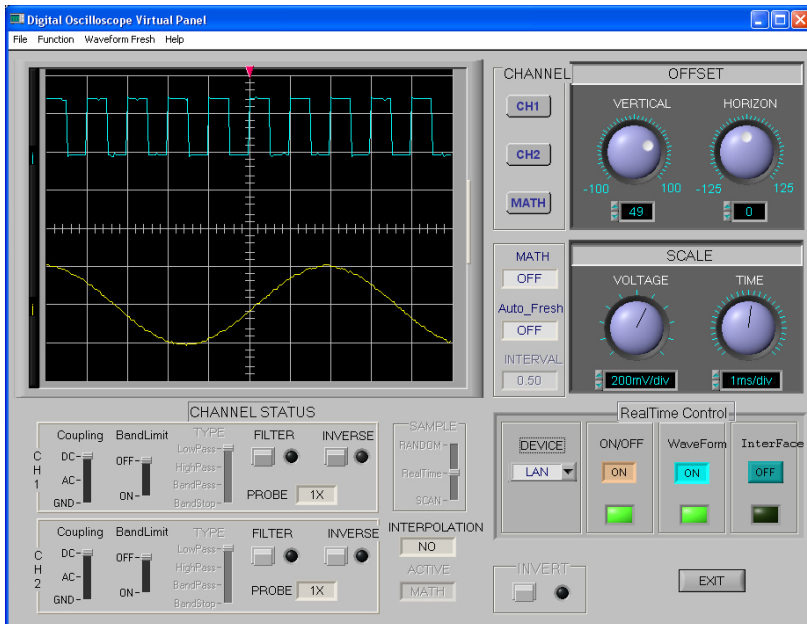 Digital Oscilloscope Virtual Panel
File Function Waveform Fresh Help
CHANNEL
CH1
CH2
MATH
OFFSET
VERTICAL HORIZON
-100 100 -125 125
49 0
MATH
OFF
Auto_Fresh
OFF
INTERVAL
0.50
SCALE
VOLTAGE TIME
200mV/div 1ms/div
CHANNEL STATUS
CH1
Coupling BandLimit TYPE FILTER INVERSE
DC OFF LowPass
AC HighPass
BandPass
GND ON BandStop
PROBE 1X
CH2
Coupling BandLimit TYPE FILTER INVERSE
DC OFF LowPass
AC HighPass
BandPass
GND ON BandStop
PROBE 1X
SAMPLE
RANDOM
RealTime
SCAN
INTERPOLATION
NO
ACTIVE
MATH
RealTime Control
DEVICE ON/OFF WaveForm InterFace
LAN ON ON OFF
INVERT
EXIT